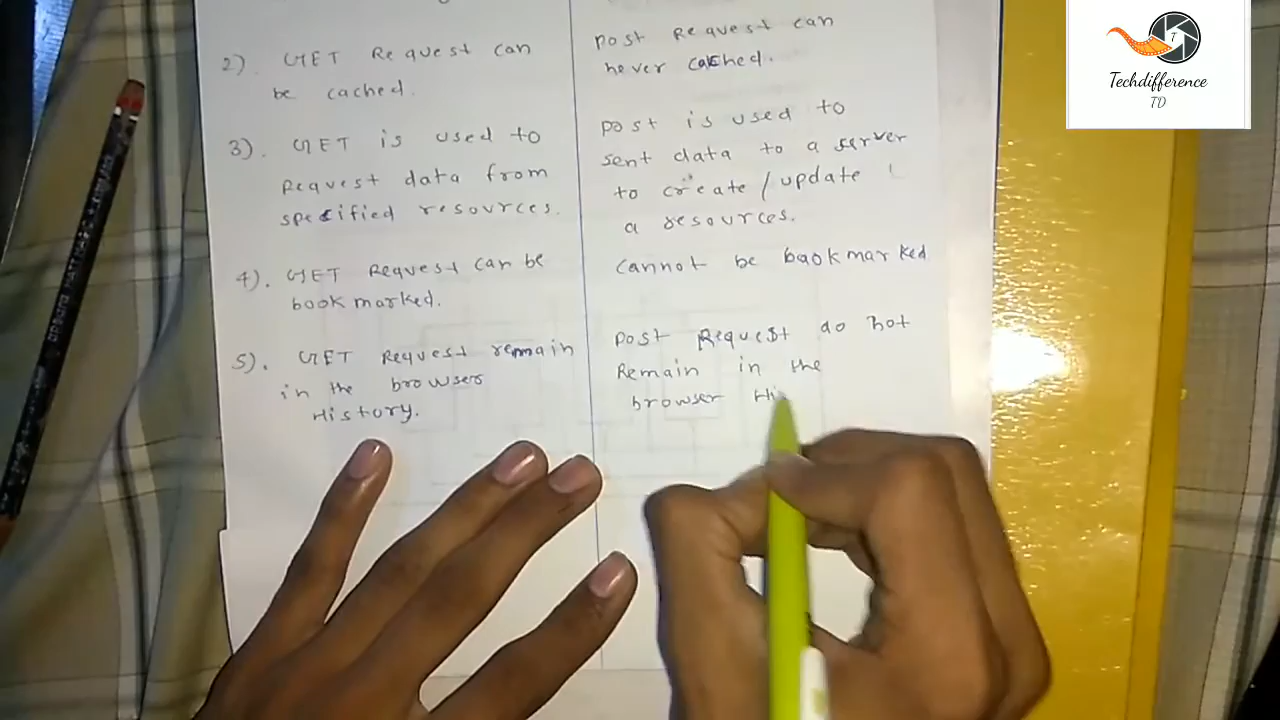 2). GET Request can
be cached.
3). GET is used to
Request data from
specified resources.
4). GET Request can be
bookmarked.
5). GET Request remain
in the browser
History.
Post Request can
never cached.
Post is used to
sent data to a server
to create / update
a resources.
cannot be bookmarked
Post Request do not
Remain in the
browser Hi
Techdifference
TD